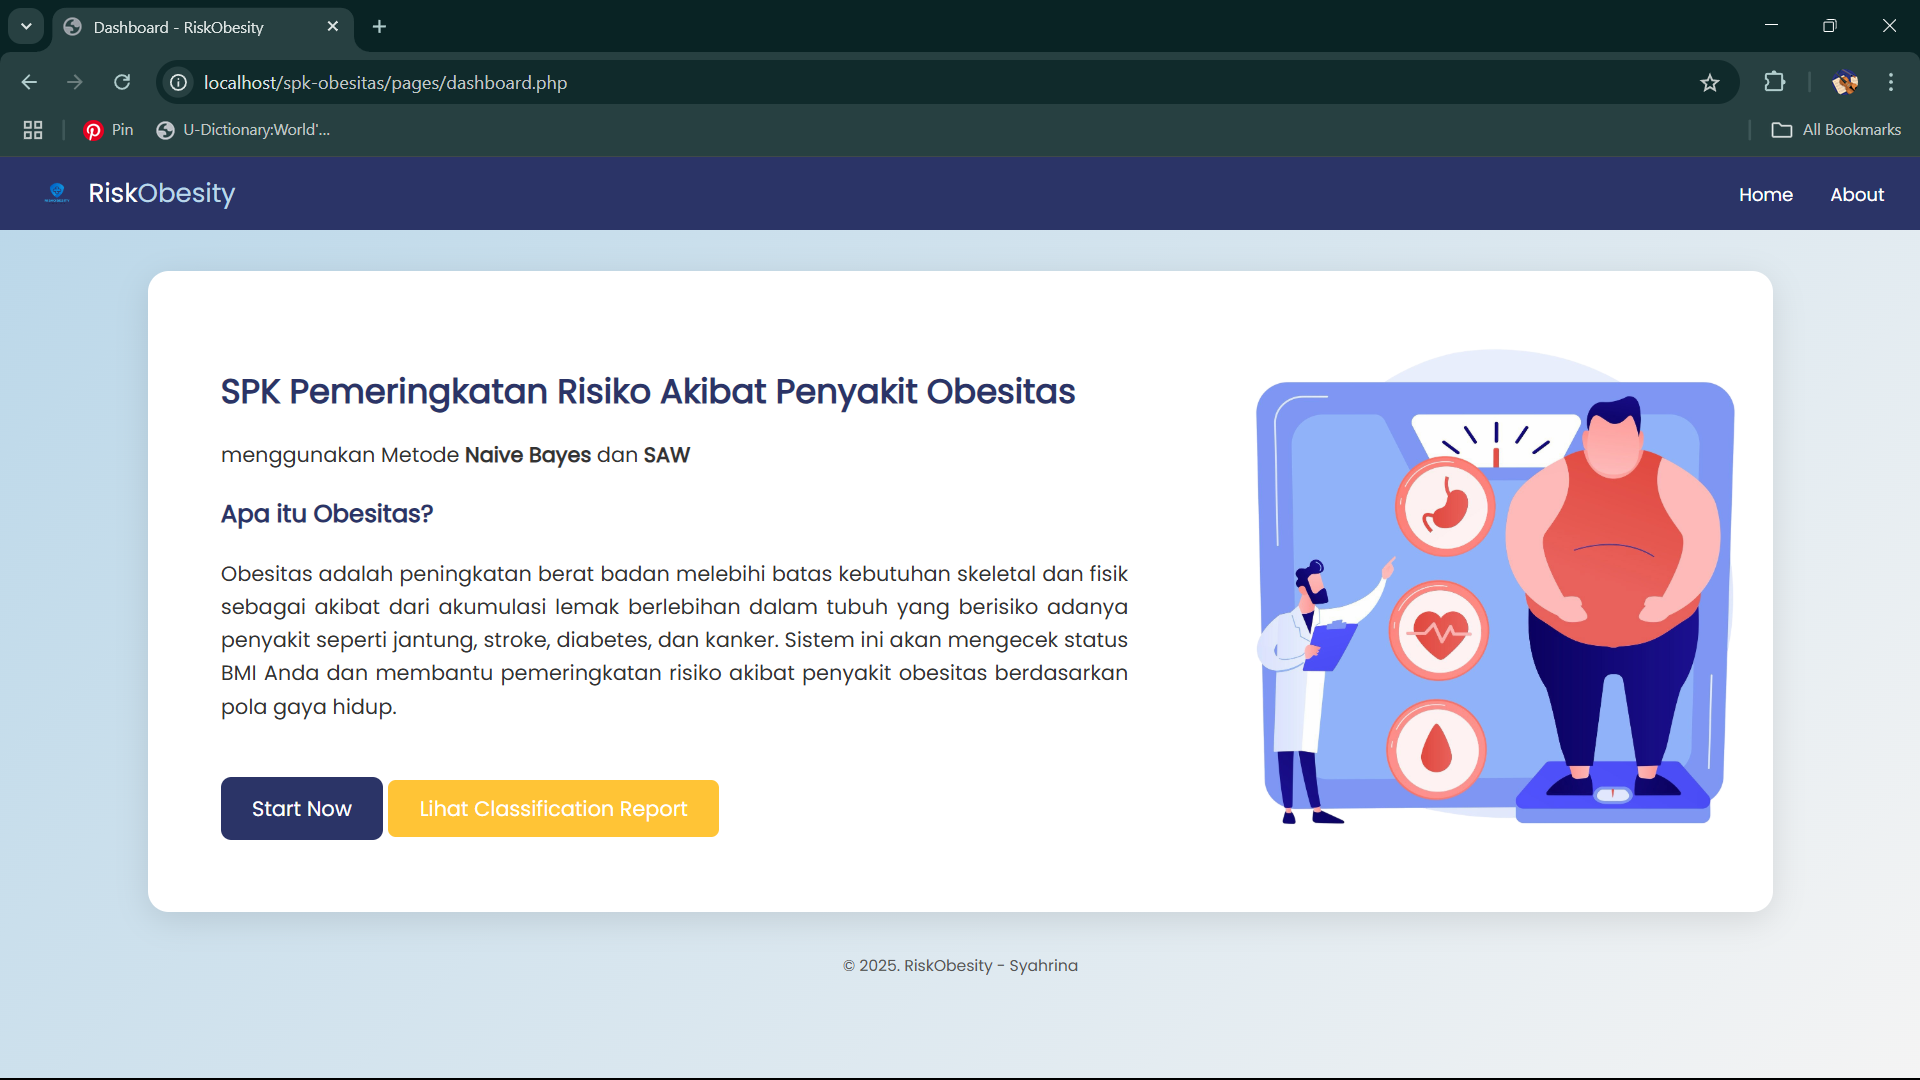 Dashboard - RiskObesity
localhost/spk-obesitas/pages/dashboard.php
Pin
U-Dictionary:World'...
All Bookmarks
RiskObesity
Home
About
SPK Pemeringkatan Risiko Akibat Penyakit Obesitas
menggunakan Metode Naive Bayes dan SAW
Apa itu Obesitas?
Obesitas adalah peningkatan berat badan melebihi batas kebutuhan skeletal dan fisik
sebagai akibat dari akumulasi lemak berlebihan dalam tubuh yang berisiko adanya
penyakit seperti jantung, stroke, diabetes, dan kanker. Sistem ini akan mengecek status
BMI Anda dan membantu pemeringkatan risiko akibat penyakit obesitas berdasarkan
pola gaya hidup.
Start Now
Lihat Classification Report
© 2025. RiskObesity - Syahrina